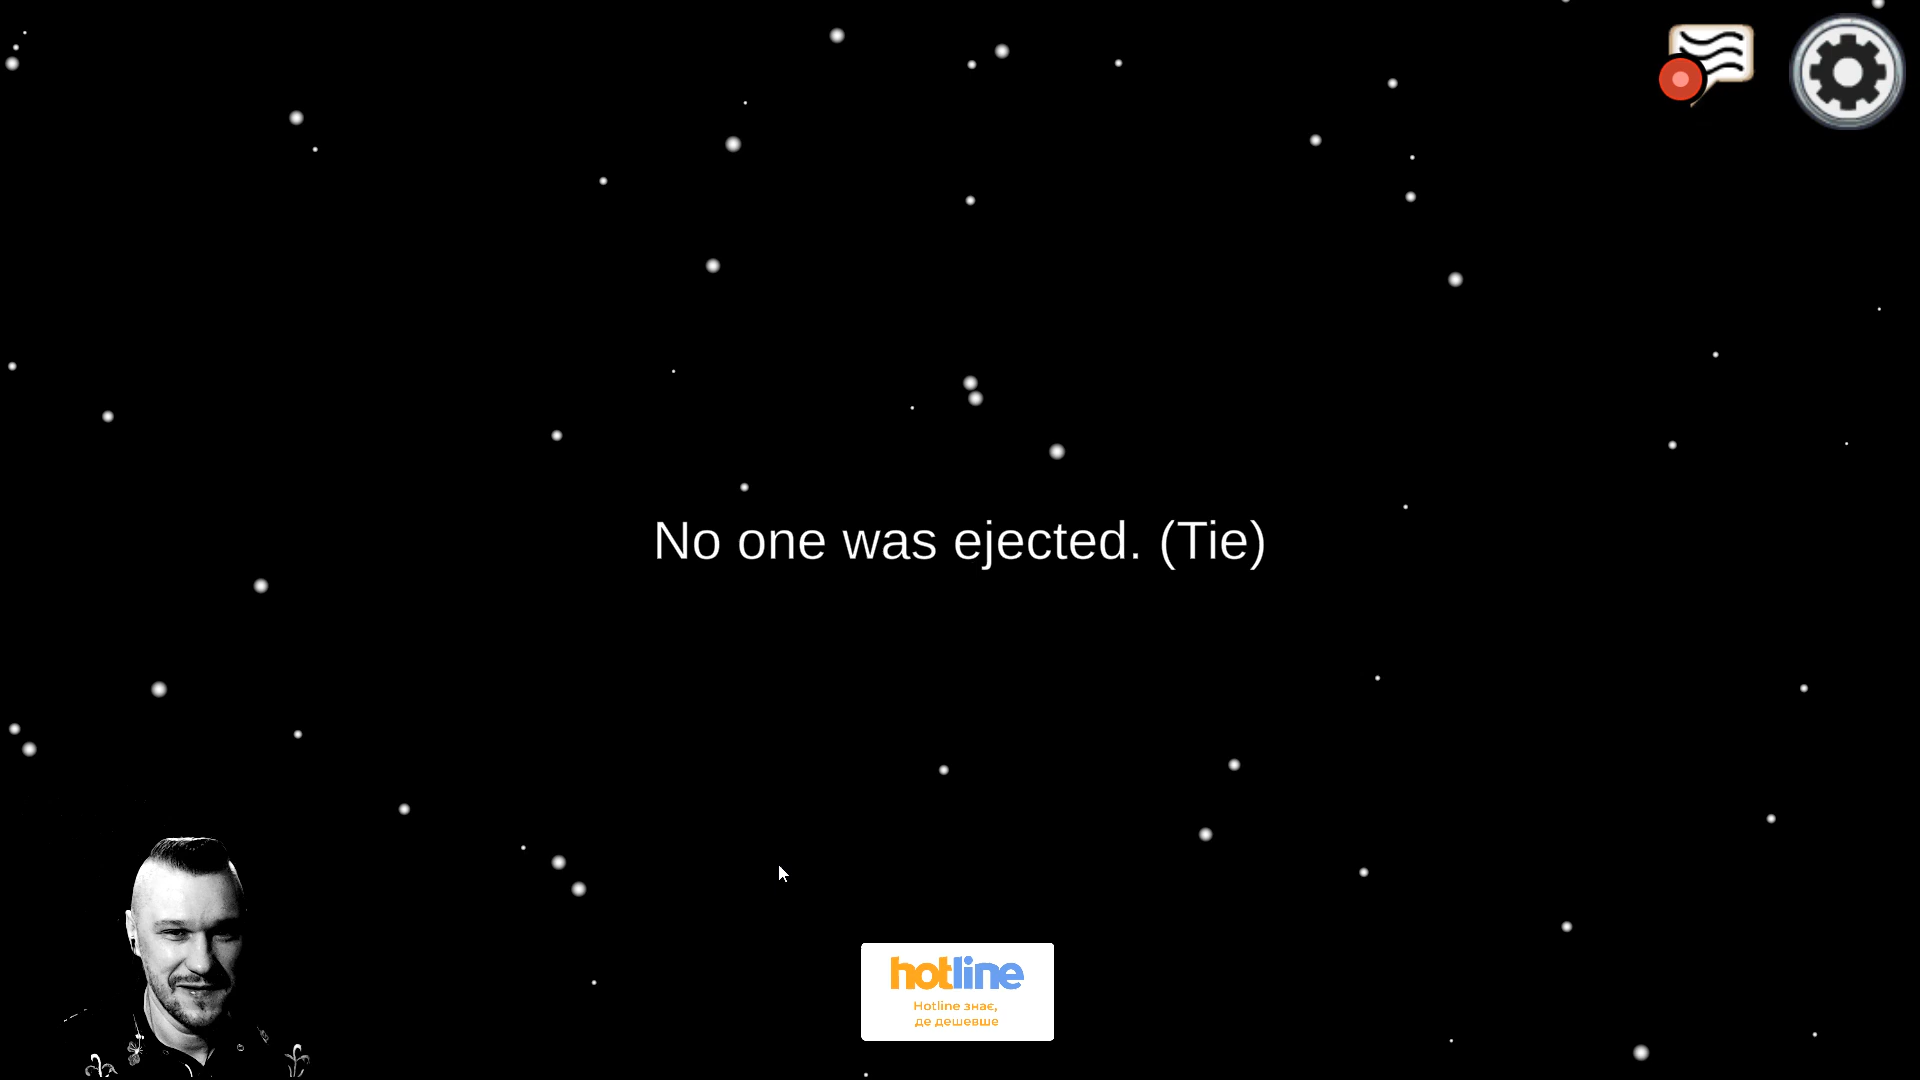 No one was ejected. (Tie)
hotline
Hotline знає,
де дешевше